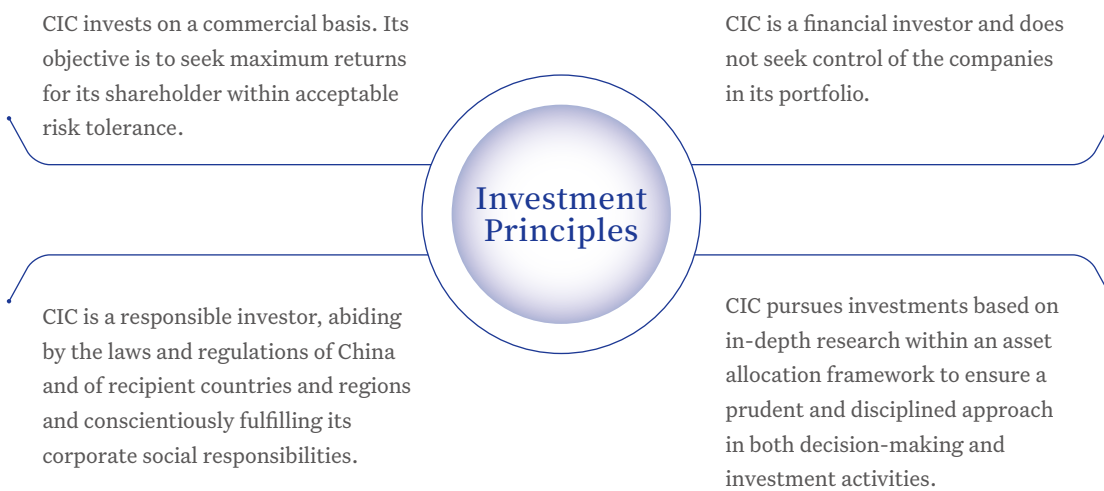 CIC invests on a commercial basis. Its
objective is to seek maximum returns
for its shareholder within acceptable
risk tolerance.
CIC is a financial investor and does
not seek control of the companies
in its portfolio.
Investment
Principles
CIC is a responsible investor, abiding
by the laws and regulations of China
and of recipient countries and regions
and conscientiously fulfilling its
corporate social responsibilities.
CIC pursues investments based on
in-depth research within an asset
allocation framework to ensure a
prudent and disciplined approach
in both decision-making and
investment activities.